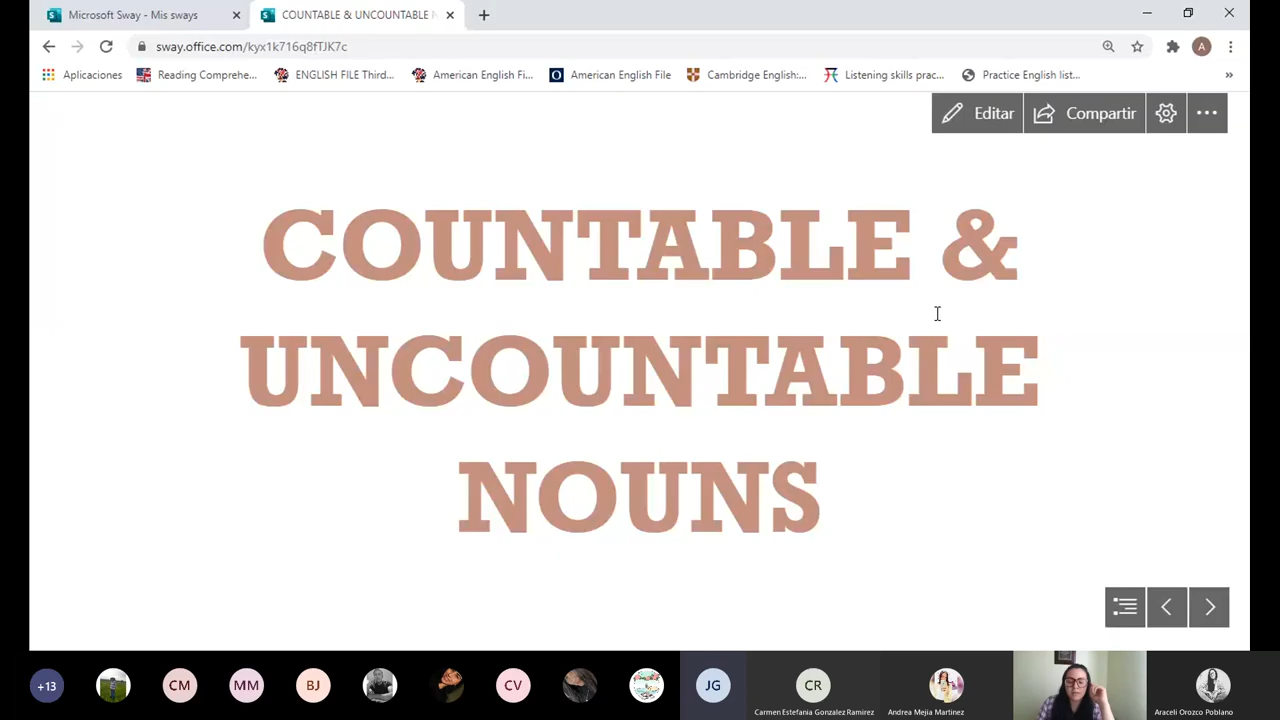 Microsoft Sway - Mis sways
COUNTABLE & UNCOUNTABLE N
sway.office.com/kyx1k716q8fTJK7c
Aplicaciones
Reading Comprehe...
ENGLISH FILE Third...
American English Fi...
American English File
Cambridge English:...
Listening skills prac...
Practice English list...
»
Editar
Compartir
COUNTABLE &
UNCOUNTABLE
NOUNS
+13
CM
MM
BJ
CV
JG
CR
Carmen Estefania Gonzalez Ramirez
Andrea Mejia Martinez
Araceli Orozco Poblano
A